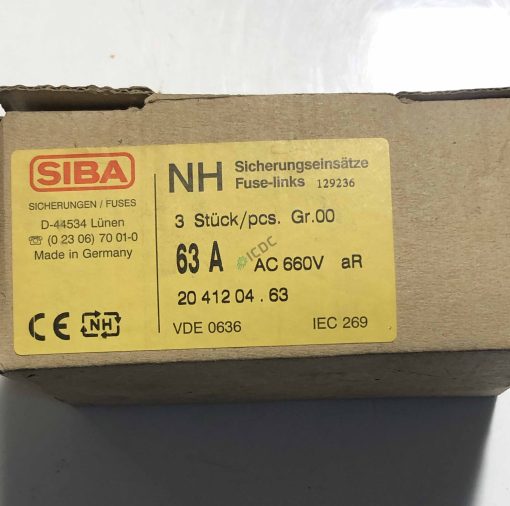 SIBA
SICHERUNGEN / FUSES
D-44534 Lünen
☏ (0 23 06) 70 01-0
Made in Germany
CE NH
NH Sicherungseinsätze
Fuse-links 129236
3 Stück/pcs. Gr.00
63 A AC 660V aR
ICDC
20 412 04 . 63
VDE 0636 IEC 269